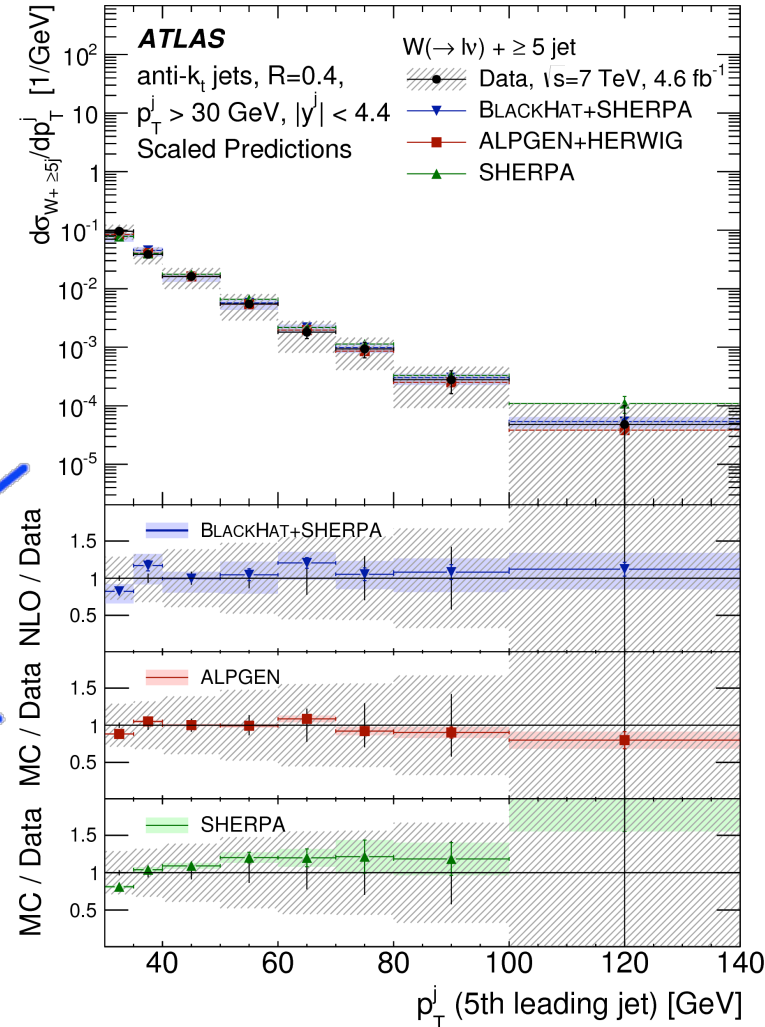 ATLAS
anti-k_t jets, R=0.4,
p_T^j > 30 GeV, |y^j| < 4.4
Scaled Predictions
W(→ lν) + ≥ 5 jet
Data, √s=7 TeV, 4.6 fb^-1
BLACKHAT+SHERPA
ALPGEN+HERWIG
SHERPA
dσ_W+ ≥5j/dp_T^j [1/GeV]
10^2
10
1
10^-1
10^-2
10^-3
10^-4
10^-5
NLO / Data
BLACKHAT+SHERPA
1.5
1
0.5
MC / Data
ALPGEN
1.5
1
0.5
MC / Data
SHERPA
1.5
1
0.5
40 60 80 100 120 140
p_T^j (5th leading jet) [GeV]